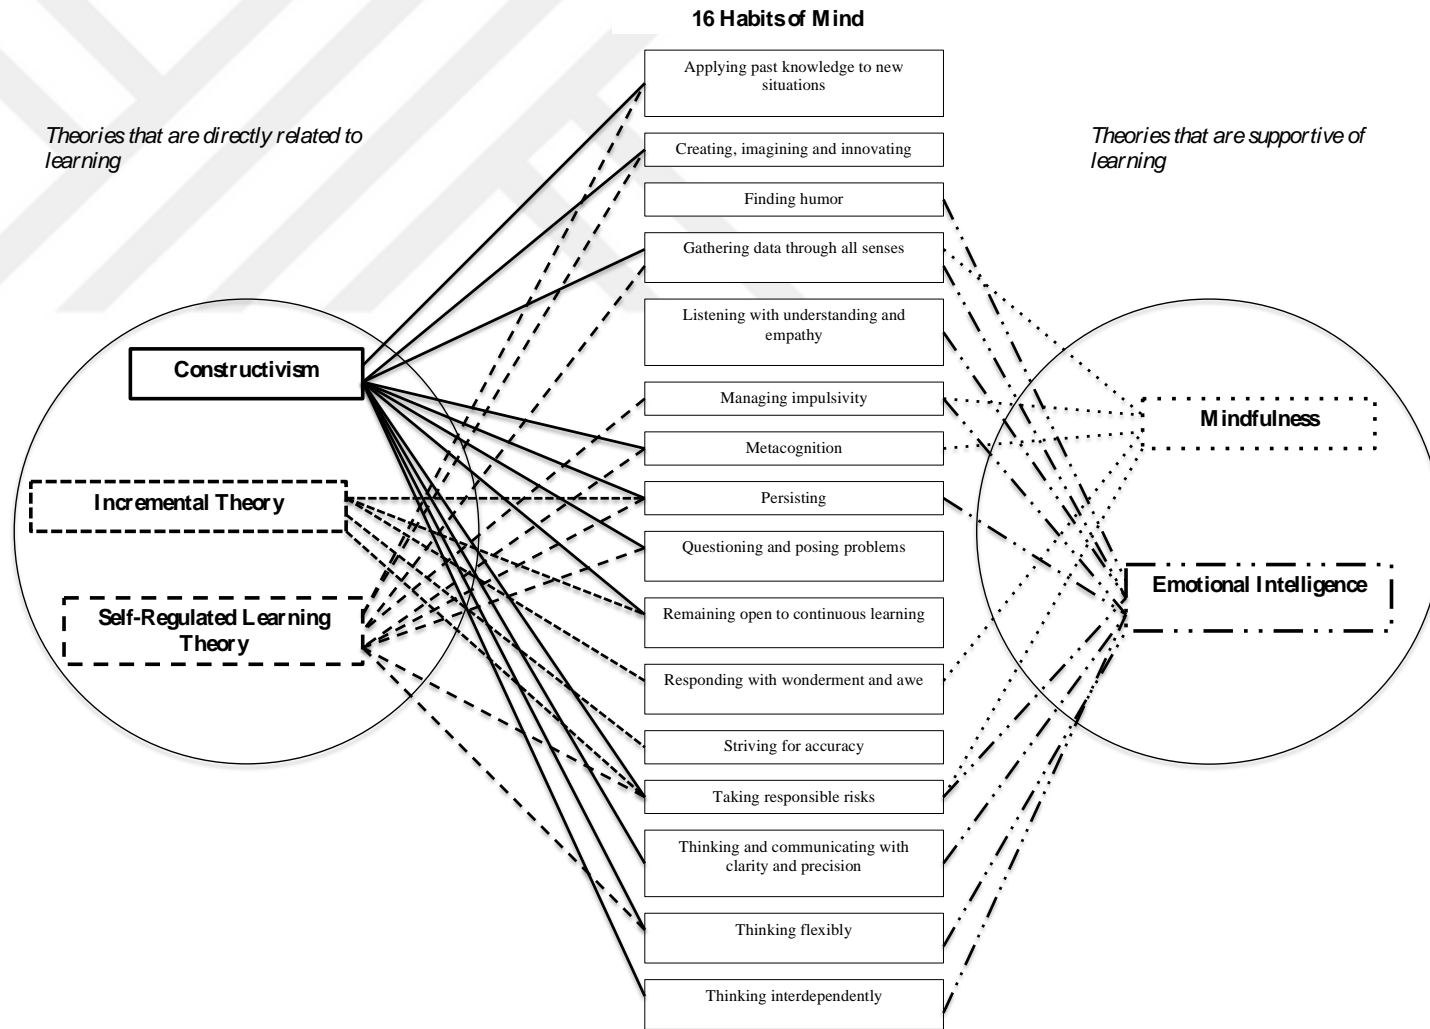 16 Habits of Mind
Theories that are directly related to
learning
Theories that are supportive of
learning
Applying past knowledge to new
situations
Creating, imagining and innovating
Finding humor
Gathering data through all senses
Listening with understanding and
empathy
Managing impulsivity
Metacognition
Persisting
Questioning and posing problems
Remaining open to continuous learning
Responding with wonderment and awe
Striving for accuracy
Taking responsible risks
Thinking and communicating with
clarity and precision
Thinking flexibly
Thinking interdependently
Constructivism
Incremental Theory
Self-Regulated Learning
Theory
Mindfulness
Emotional Intelligence